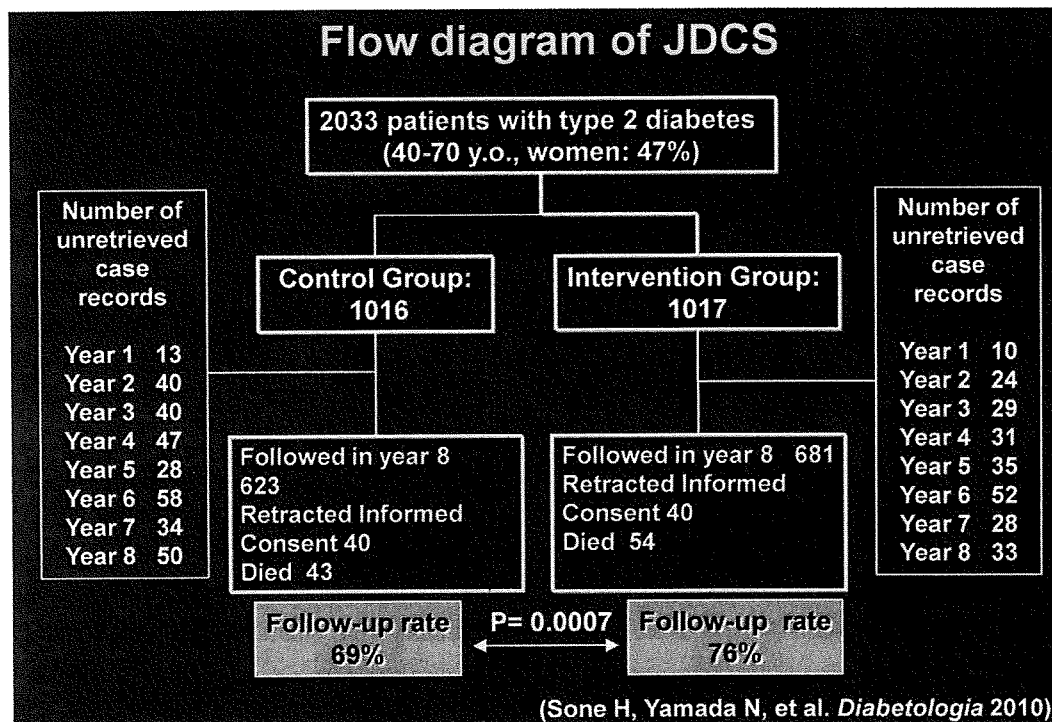 Flow diagram of JDCS
2033 patients with type 2 diabetes
(40-70 y.o., women: 47%)
Number of
unretrieved
case
records
Year 1 13
Year 2 40
Year 3 40
Year 4 47
Year 5 28
Year 6 58
Year 7 34
Year 8 50
Control Group:
1016
Intervention Group:
1017
Number of
unretrieved
case
records
Year 1 10
Year 2 24
Year 3 29
Year 4 31
Year 5 35
Year 6 52
Year 7 28
Year 8 33
Followed in year 8
623
Retracted Informed
Consent 40
Died 43
Followed in year 8 681
Retracted Informed
Consent 40
Died 54
Follow-up rate
69%
P= 0.0007
Follow-up rate
76%
(Sone H, Yamada N, et al. Diabetologia 2010)